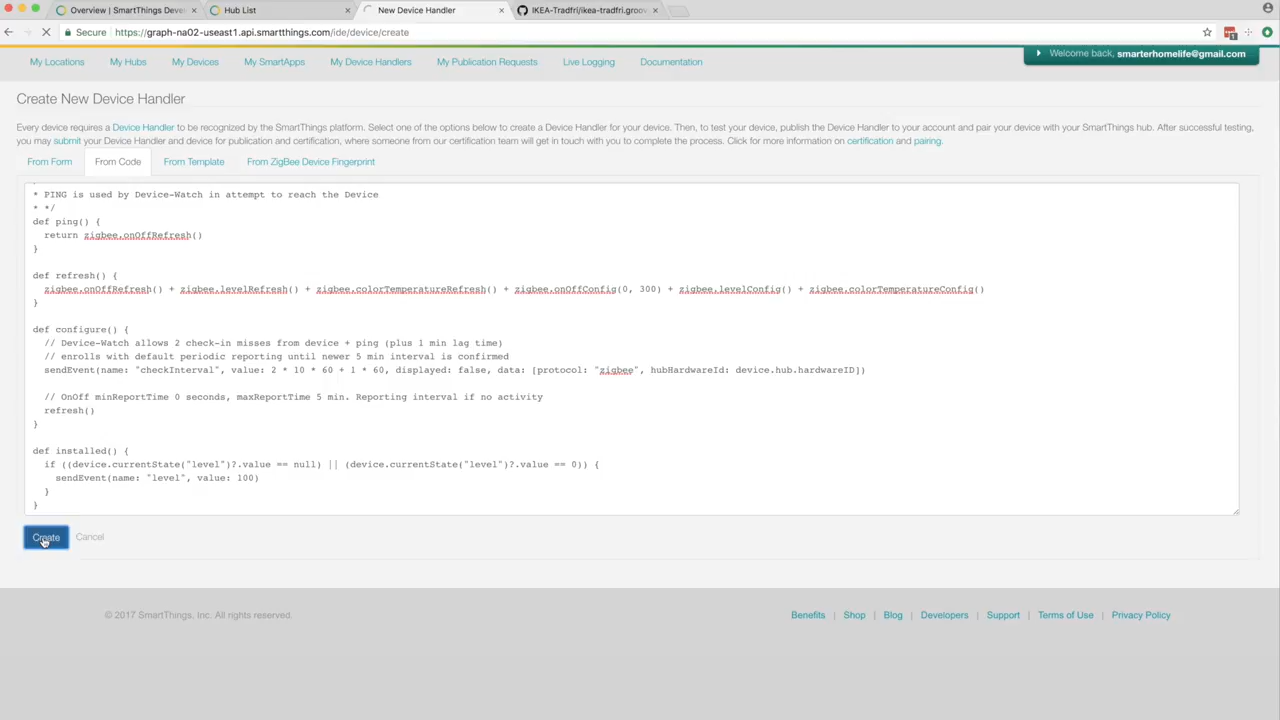 Overview | SmartThings Deve
Hub List
New Device Handler
IKEA-Tradfri/ikea-tradfri.groov
Secure
https://graph-na02-useast1.api.smartthings.com/ide/device/create
My Locations
My Hubs
My Devices
My SmartApps
My Device Handlers
My Publication Requests
Live Logging
Documentation
Welcome back, smarterhomelife@gmail.com
Create New Device Handler
Every device requires a Device Handler to be recognized by the SmartThings platform. Select one of the options below to create a Device Handler for your device. Then, to test your device, publish the Device Handler to your account and pair your device with your SmartThings hub. After successful testing,
you may submit your Device Handler and device for publication and certification, where someone from our certification team will get in touch with you to complete the process. Click for more information on certification and pairing.
From Form
From Code
From Template
From ZigBee Device Fingerprint
* PING is used by Device-Watch in attempt to reach the Device
* */
def ping() {
return zigbee.onOffRefresh()
}
def refresh() {
zigbee.onOffRefresh() + zigbee.levelRefresh() + zigbee.colorTemperatureRefresh() + zigbee.onOffConfig(0, 300) + zigbee.levelConfig() + zigbee.colorTemperatureConfig()
}
def configure() {
// Device-Watch allows 2 check-in misses from device + ping (plus 1 min lag time)
// enrolls with default periodic reporting until newer 5 min interval is confirmed
sendEvent(name: "checkInterval", value: 2 * 10 * 60 + 1 * 60, displayed: false, data: [protocol: "zigbee", hubHardwareId: device.hub.hardwareID])
// OnOff minReportTime 0 seconds, maxReportTime 5 min. Reporting interval if no activity
refresh()
}
def installed() {
if ((device.currentState("level")?.value == null) || (device.currentState("level")?.value == 0)) {
sendEvent(name: "level", value: 100)
}
}
Create
Cancel
© 2017 SmartThings, Inc. All rights reserved.
Benefits | Shop | Blog | Developers | Support | Terms of Use | Privacy Policy